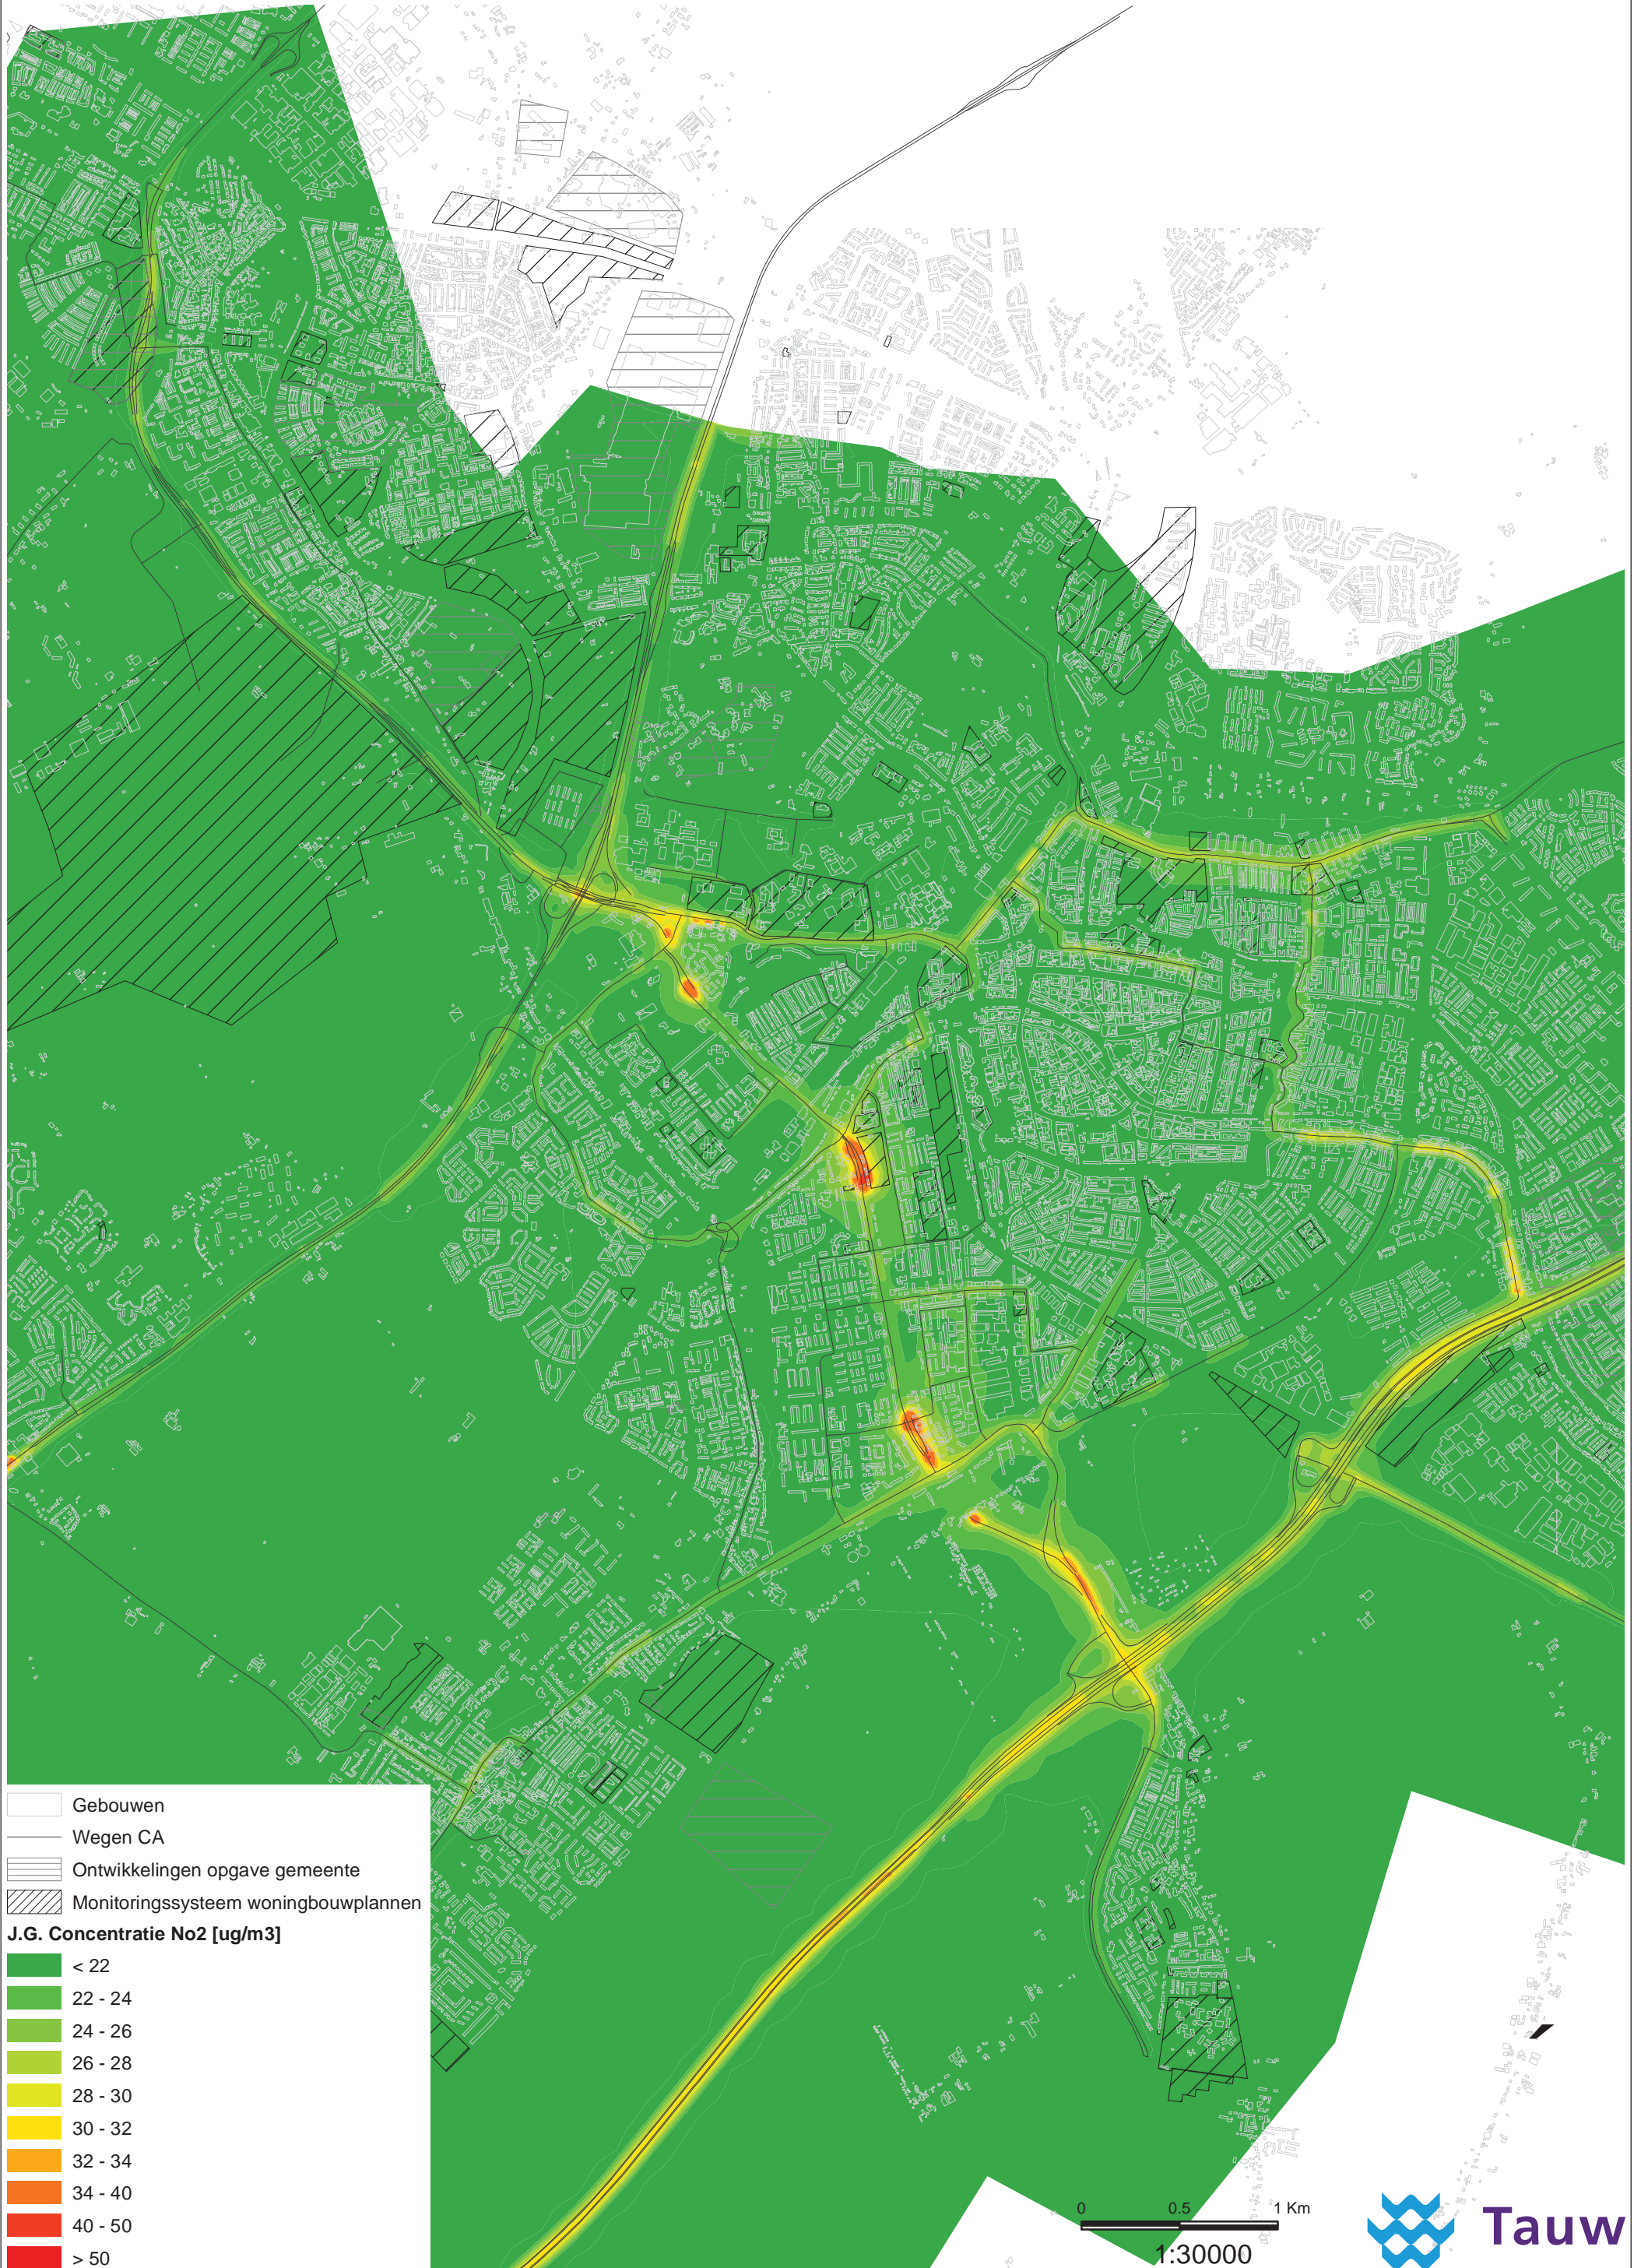 Gebouwen
Wegen CA
Ontwikkelingen opgave gemeente
Monitoringssysteem woningbouwplannen
J.G. Concentratie No2 [ug/m3]
< 22
22 - 24
24 - 26
26 - 28
28 - 30
30 - 32
32 - 34
34 - 40
40 - 50
> 50
0 0.5 1 Km
1:30000
Tauw